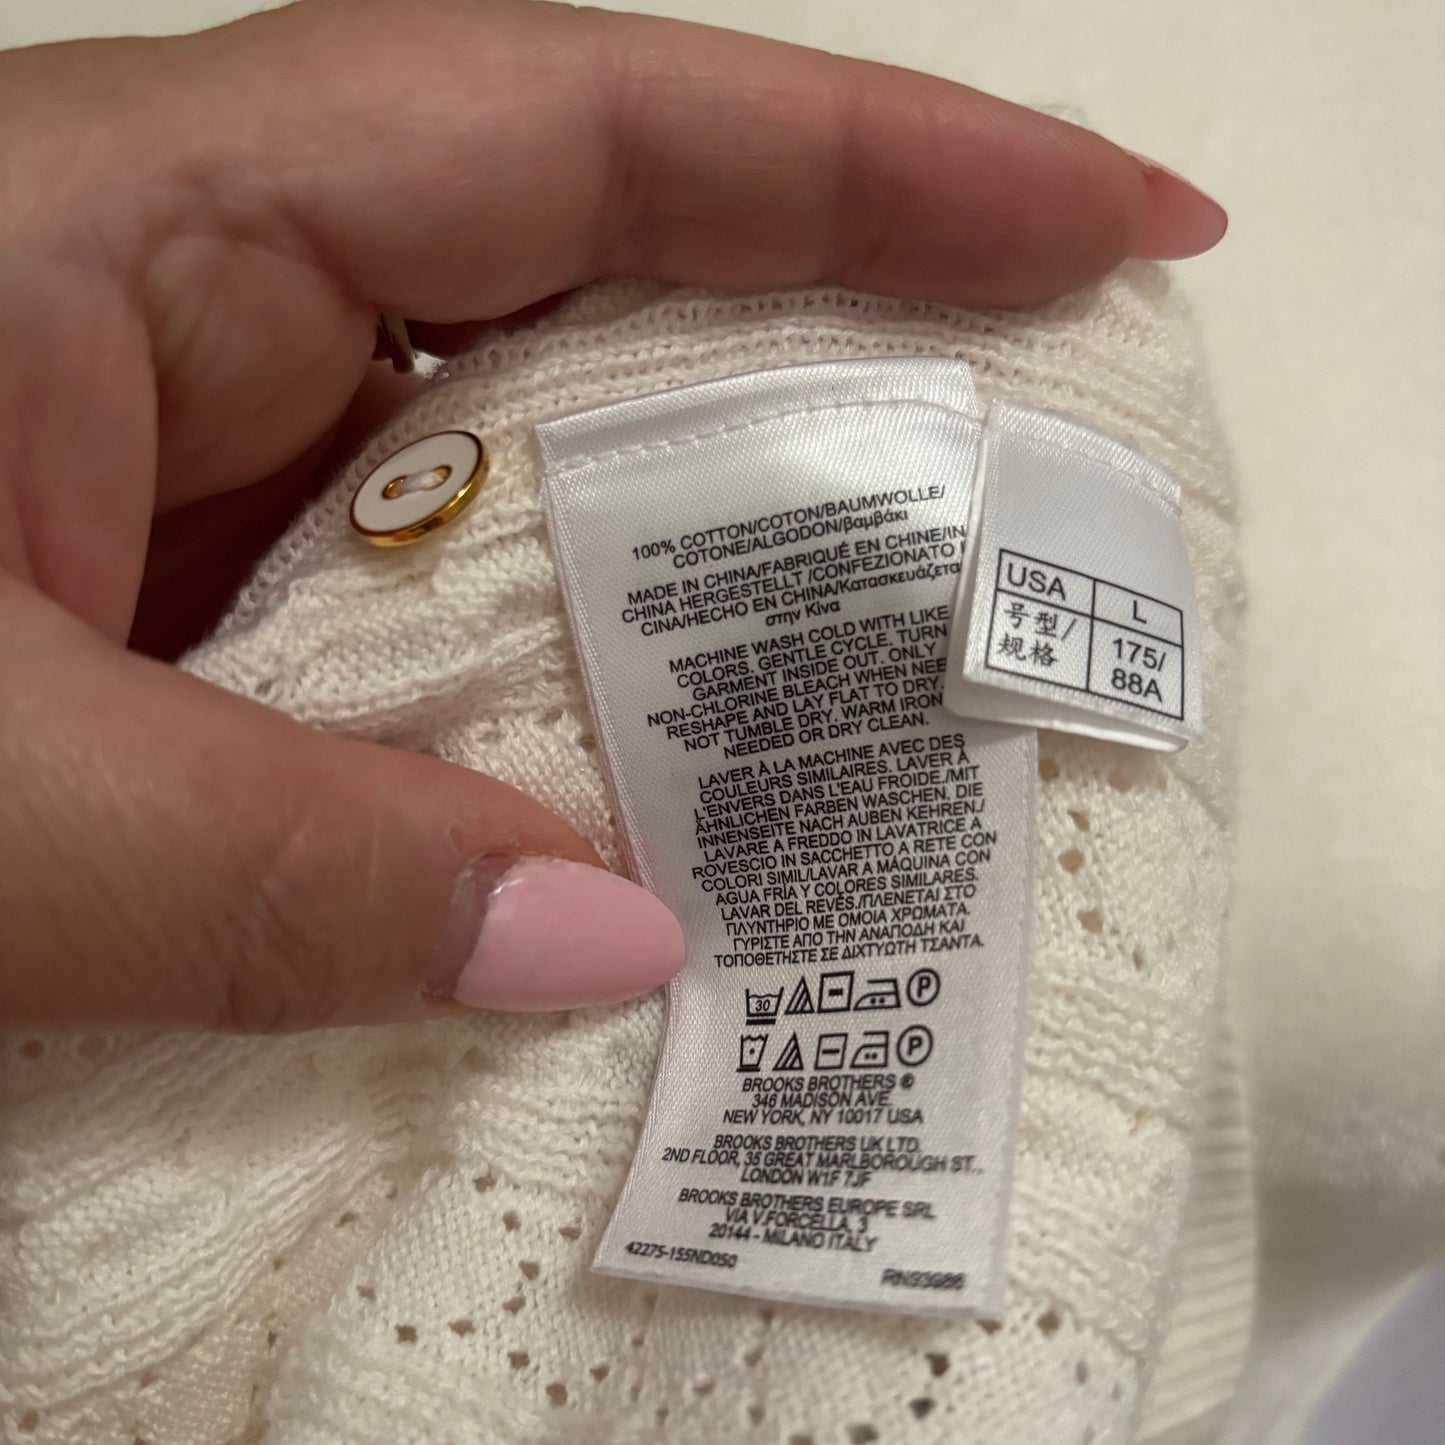 100% COTTON/COTON/BAUMWOLLE/
COTONE/ALGODON/βαμβάκι
MADE IN CHINA/FABRIQUÉ EN CHINE/IN
CHINA HERGESTELLT /CONFEZIONATO I
CINA/HECHO EN CHINA/Κατασκευάζεται
στην Κίνα
MACHINE WASH COLD WITH LIKE
COLORS. GENTLE CYCLE. TURN
GARMENT INSIDE OUT. ONLY
NON-CHLORINE BLEACH WHEN NEE
RESHAPE AND LAY FLAT TO DRY.
NOT TUMBLE DRY. WARM IRON
NEEDED OR DRY CLEAN.
LAVER À LA MACHINE AVEC DES
COULEURS SIMILAIRES. LAVER À
L'ENVERS DANS L'EAU FROIDE./MIT
ÄHNLICHEN FARBEN WASCHEN. DIE
INNENSEITE NACH AUBEN KEHREN./
LAVARE A FREDDO IN LAVATRICE A
ROVESCIO IN SACCHETTO A RETE CON
COLORI SIMIL/LAVAR A MÁQUINA CON
AGUA FRÍA Y COLORES SIMILARES.
LAVAR DEL REVÉS./ΠΛΕΝΕΤΑΙ ΣΤΟ
ΠΛΥΝΤΗΡΙΟ ΜΕ ΟΜΟΙΑ ΧΡΩΜΑΤΑ.
ΓΥΡΙΣΤΕ ΑΠΟ ΤΗΝ ΑΝΑΠΟΔΗ ΚΑΙ
ΤΟΠΟΘΕΤΗΣΤΕ ΣΕ ΔΙΧΤΥΩΤΗ ΤΣΑΝΤΑ.
30 P
P
BROOKS BROTHERS ®
346 MADISON AVE.
NEW YORK, NY 10017 USA
BROOKS BROTHERS UK LTD.
2ND FLOOR, 35 GREAT MARLBOROUGH ST.,
LONDON W1F 7JF
BROOKS BROTHERS EUROPE SRL
VIA V.FORCELLA, 3
20144 - MILANO ITALY
42275-155ND050
RN93986
USA L
号型/
规格
175/
88A